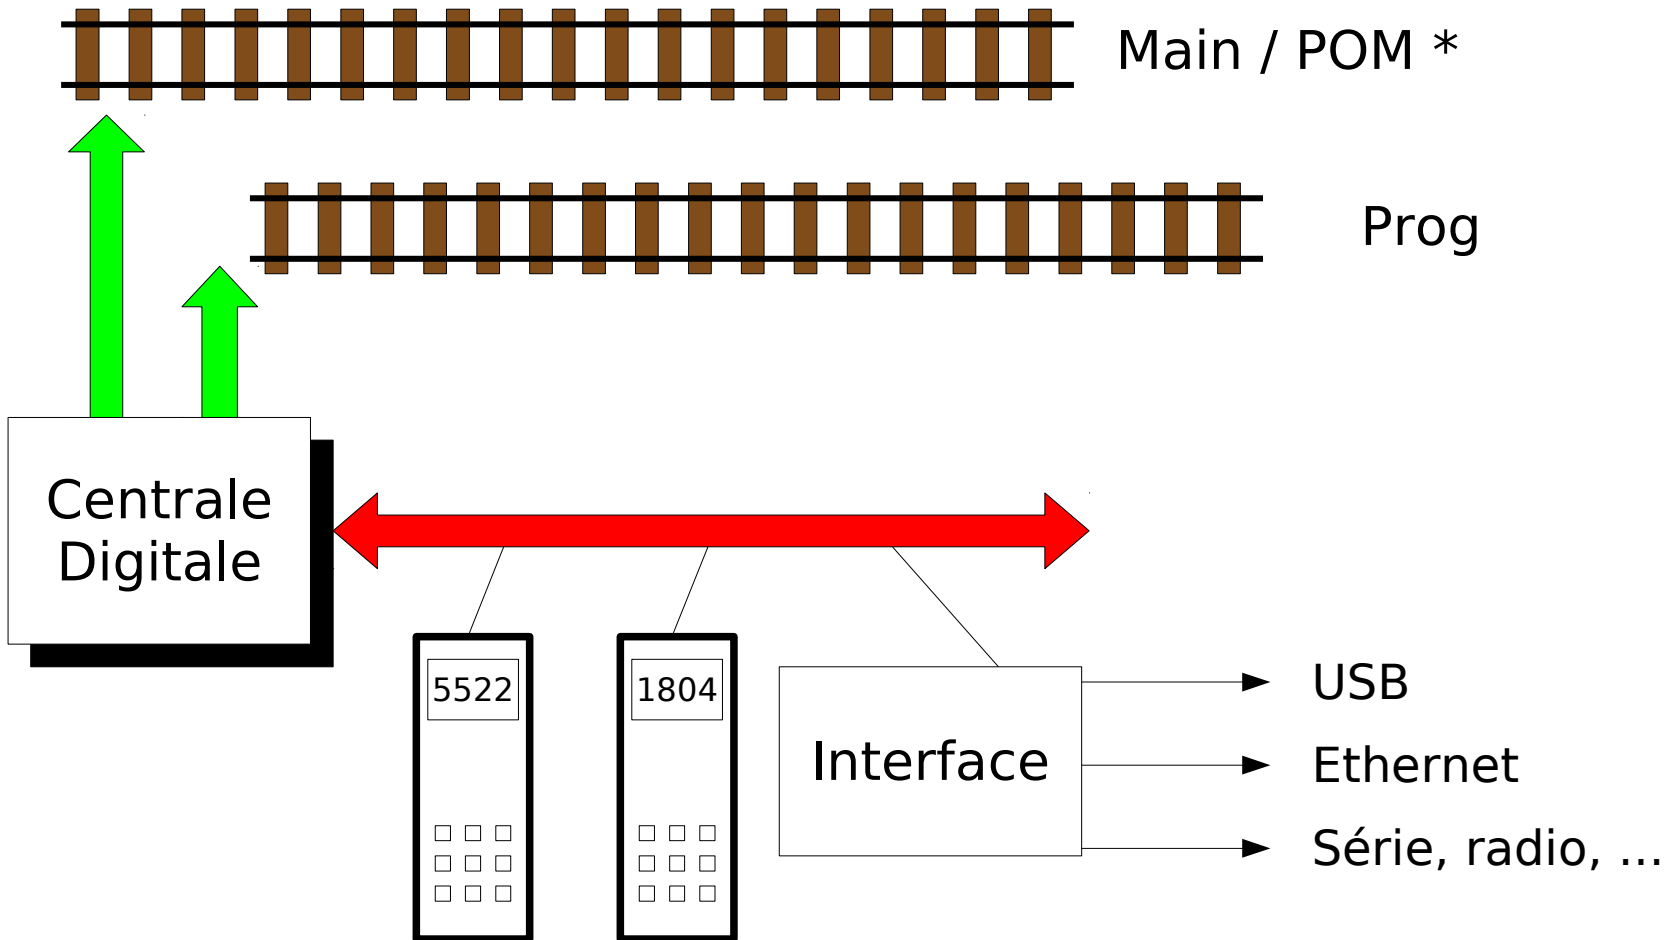 Main / POM *
Prog
Centrale
Digitale
5522
1804
Interface
USB
Ethernet
Série, radio, ...